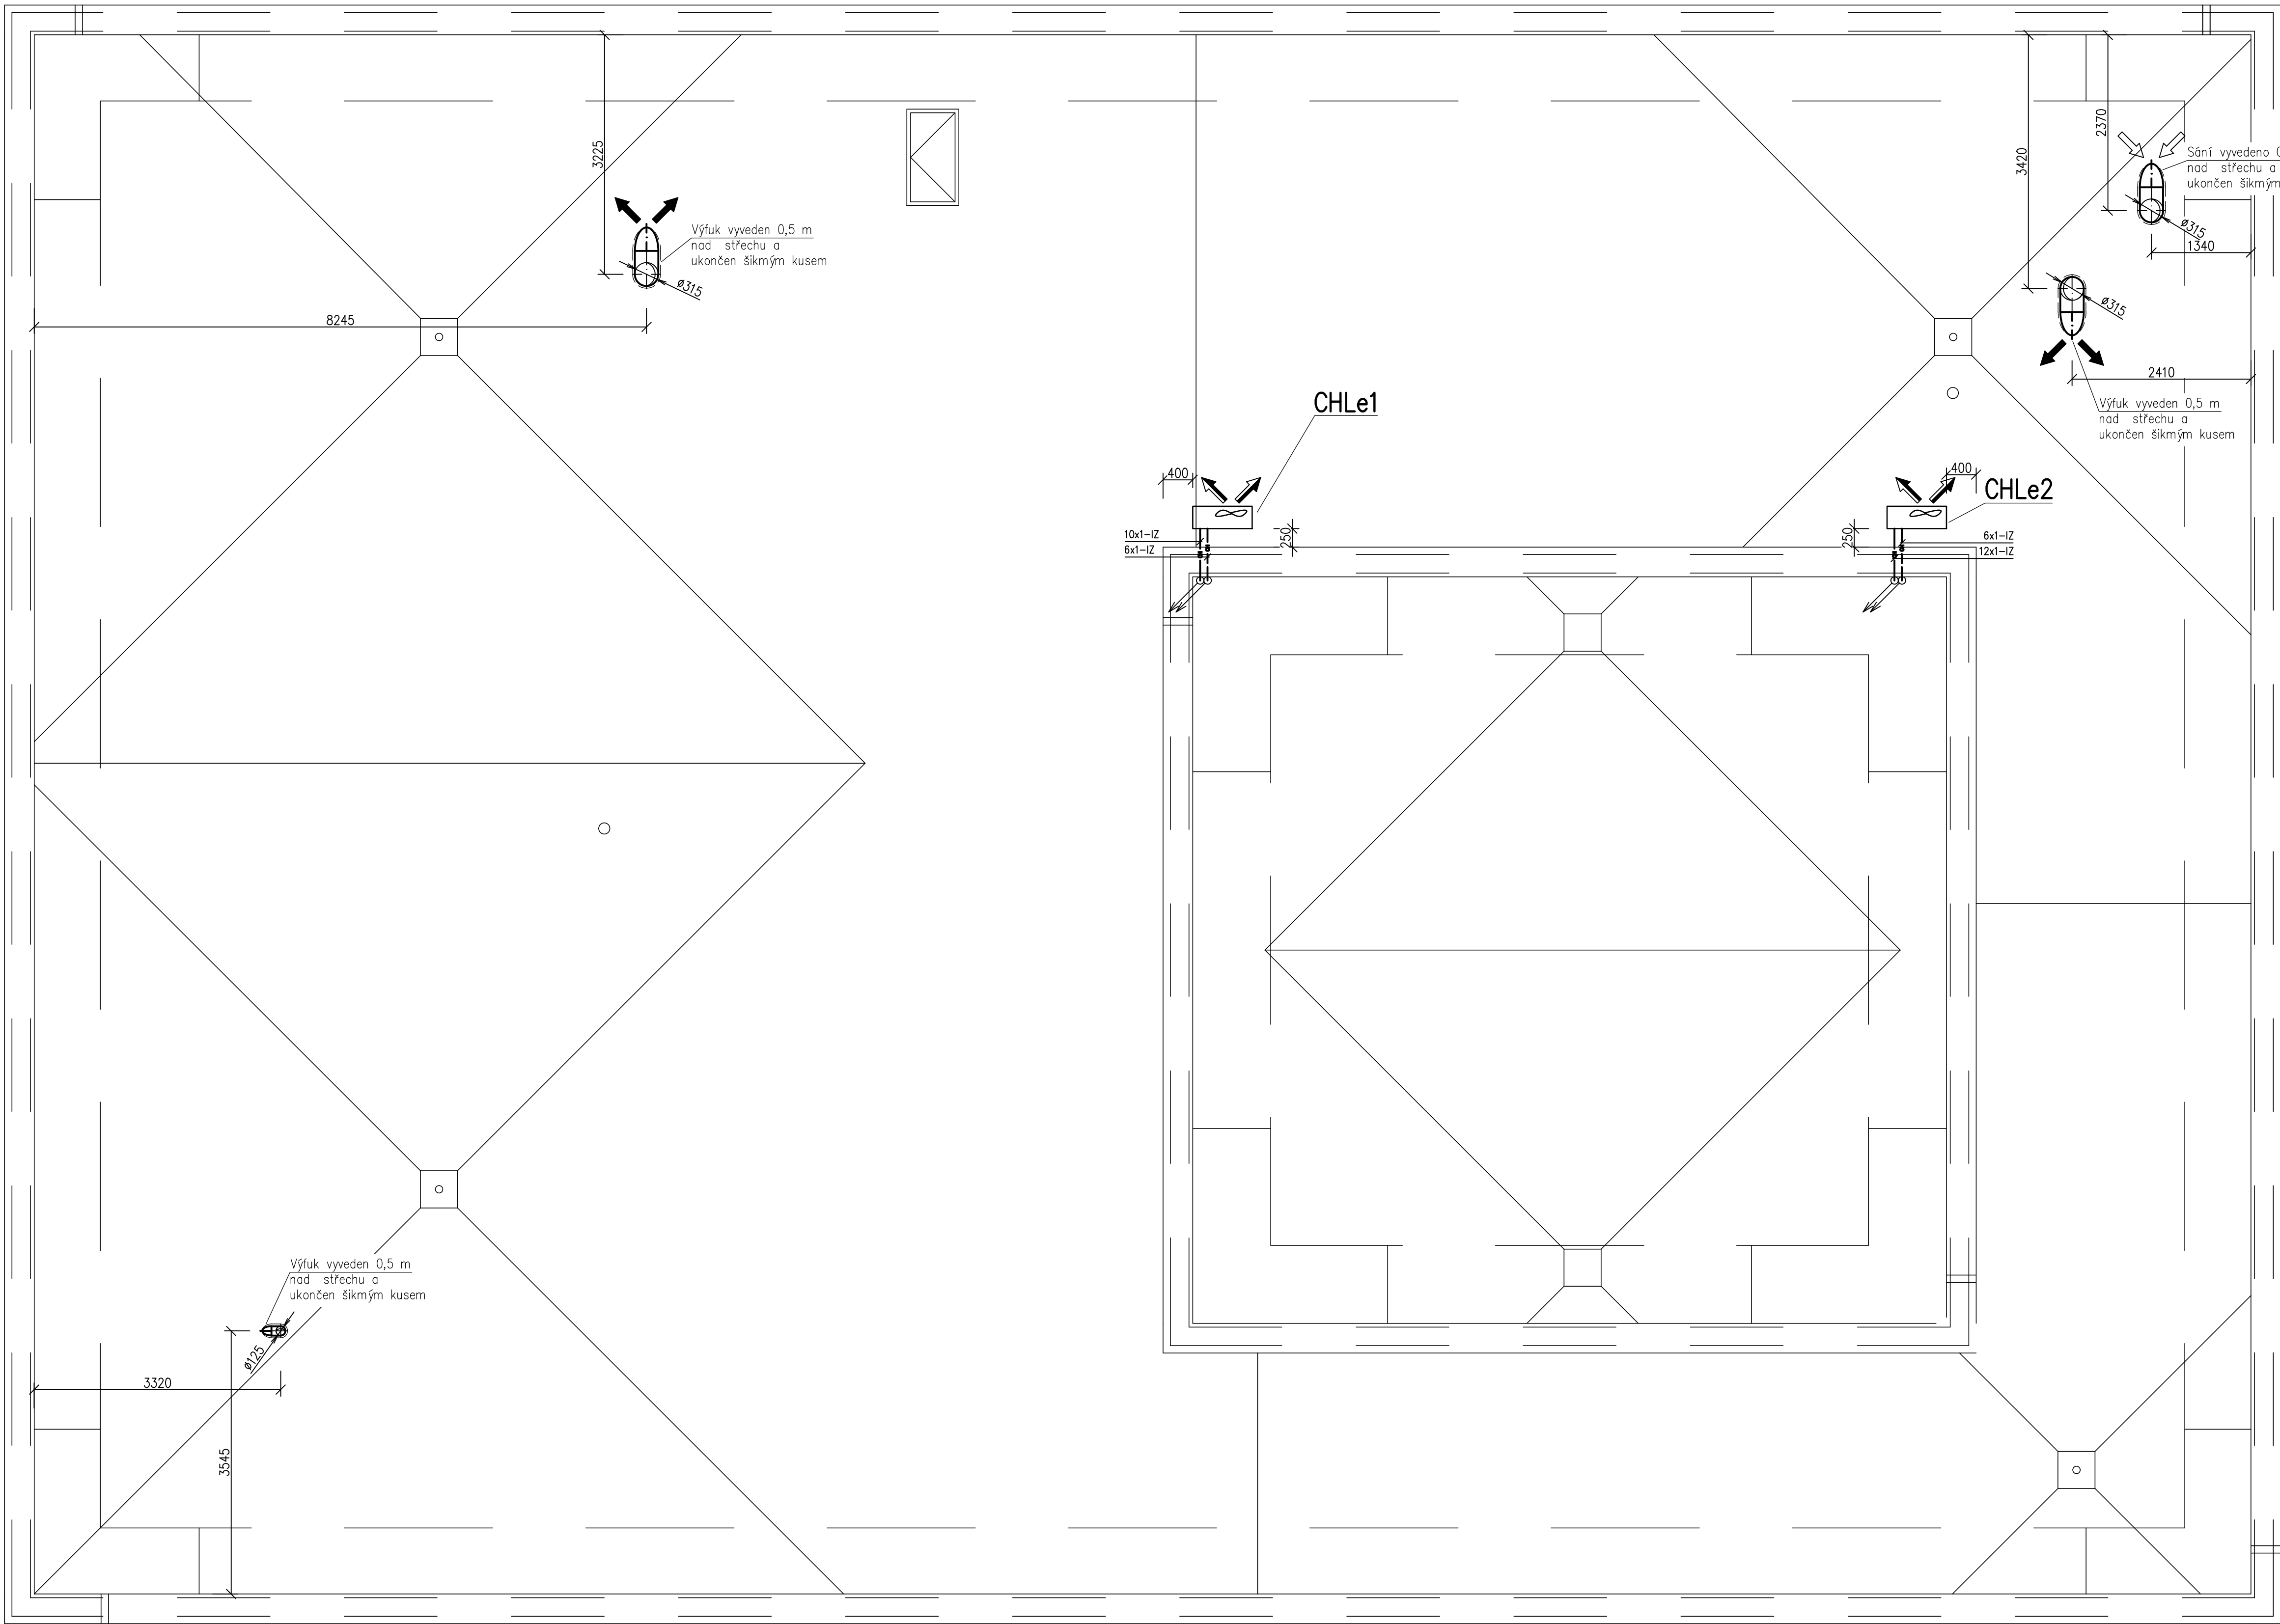 3225
3420
2370
Sání vyvedeno
nad střechu a
ukončen šikmým
ø315
1340
Výfuk vyveden 0,5 m
nad střechu a
ukončen šikmým kusem
ø315
ø315
8245
2410
Výfuk vyveden 0,5 m
nad střechu a
ukončen šikmým kusem
CHLe1
400
400
CHLe2
10x1-IZ
6x1-IZ
250
250
6x1-IZ
12x1-IZ
Výfuk vyveden 0,5 m
nad střechu a
ukončen šikmým kusem
ø125
3320
3545